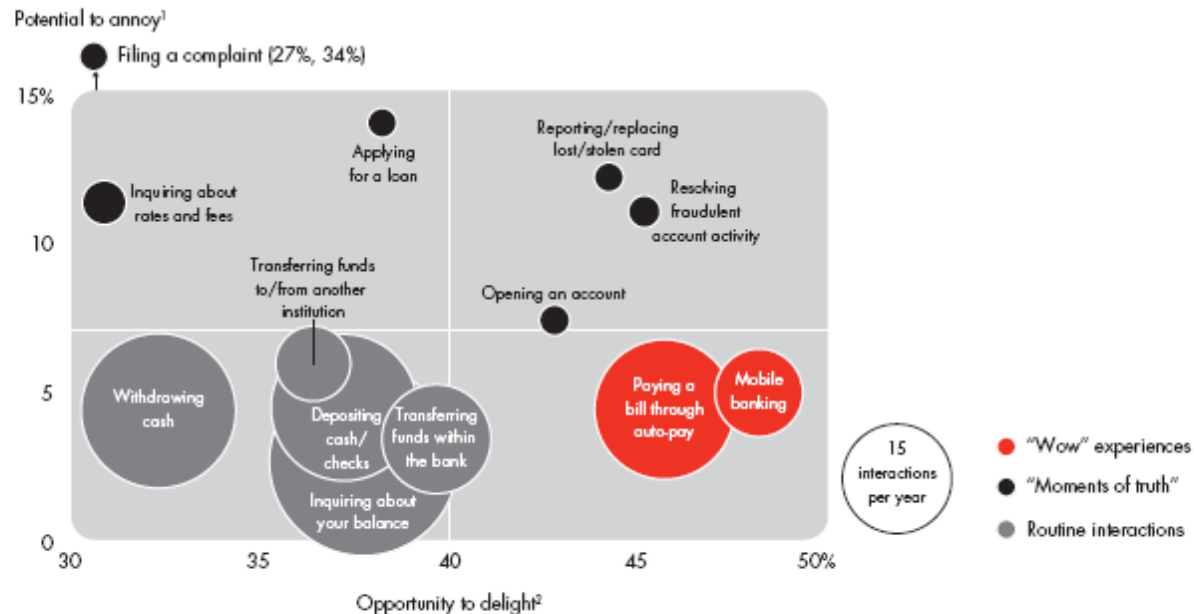 Potential to annoy¹
Filing a complaint (27%, 34%)
15%
10
5
0
Applying
for a loan
Reporting/replacing
lost/stolen card
Inquiring about
rates and fees
Resolving
fraudulent
account activity
Transferring funds
to/from another
institution
Opening an account
Withdrawing
cash
Depositing
cash/
checks
Transferring
funds within
the bank
Inquiring about
your balance
Paying a
bill through
auto-pay
Mobile
banking
15
interactions
per year
"Wow" experiences
"Moments of truth"
Routine interactions
30
35
40
45
50%
Opportunity to delight²